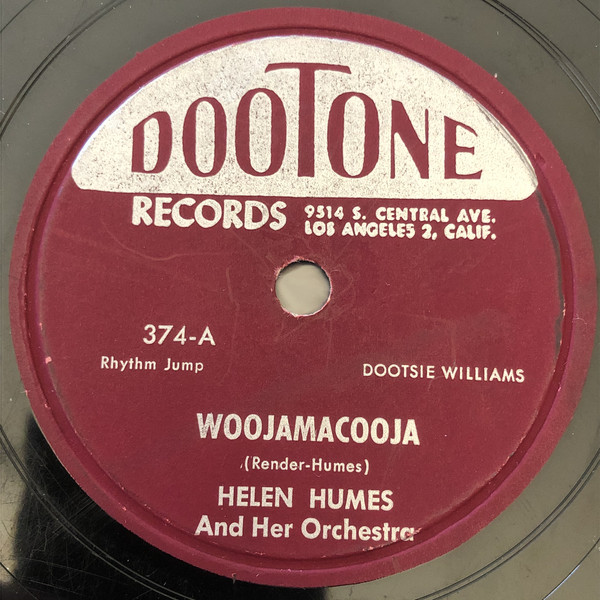 DOOTONE
RECORDS 9514 S. CENTRAL AVE.
LOS ANGELES 2, CALIF.
374-A
Rhythm Jump
DOOTSIE WILLIAMS
WOOJAMACOOJA
(Render-Humes)
HELEN HUMES
And Her Orchestra